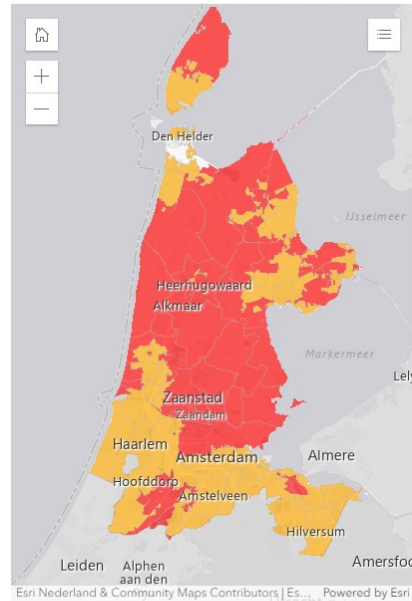 Den Helder
IJsselmeer
Heerhugowaard
Alkmaar
Markermeer
Lely
Zaanstad
Zaandam
Haarlem
Amsterdam
Almere
Hoofddorp
Amstelveen
Hilversum
Leiden
Alphen
aan den
Amersfoo
Esri Nederland & Community Maps Contributors | Es... Powered by Esri